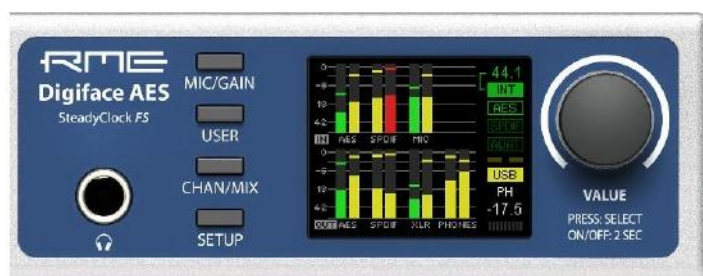 RME
Digiface AES
SteadyClock FS
MIC/GAIN
USER
CHAN/MIX
SETUP
0
-6
-18
-42
IN AES SPDIF MIC
0
-6
-18
-42
OUT AES SPDIF XLR PHONES
44.1
INT
AES
SPDIF
ADAT
USB
PH
-17.5
VALUE
PRESS: SELECT
ON/OFF: 2 SEC